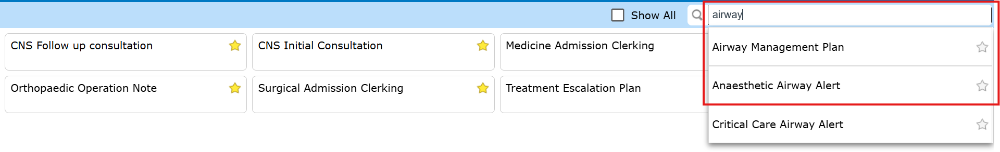 Show All
airway
CNS Follow up consultation
CNS Initial Consultation
Medicine Admission Clerking
Orthopaedic Operation Note
Surgical Admission Clerking
Treatment Escalation Plan
Airway Management Plan
Anaesthetic Airway Alert
Critical Care Airway Alert